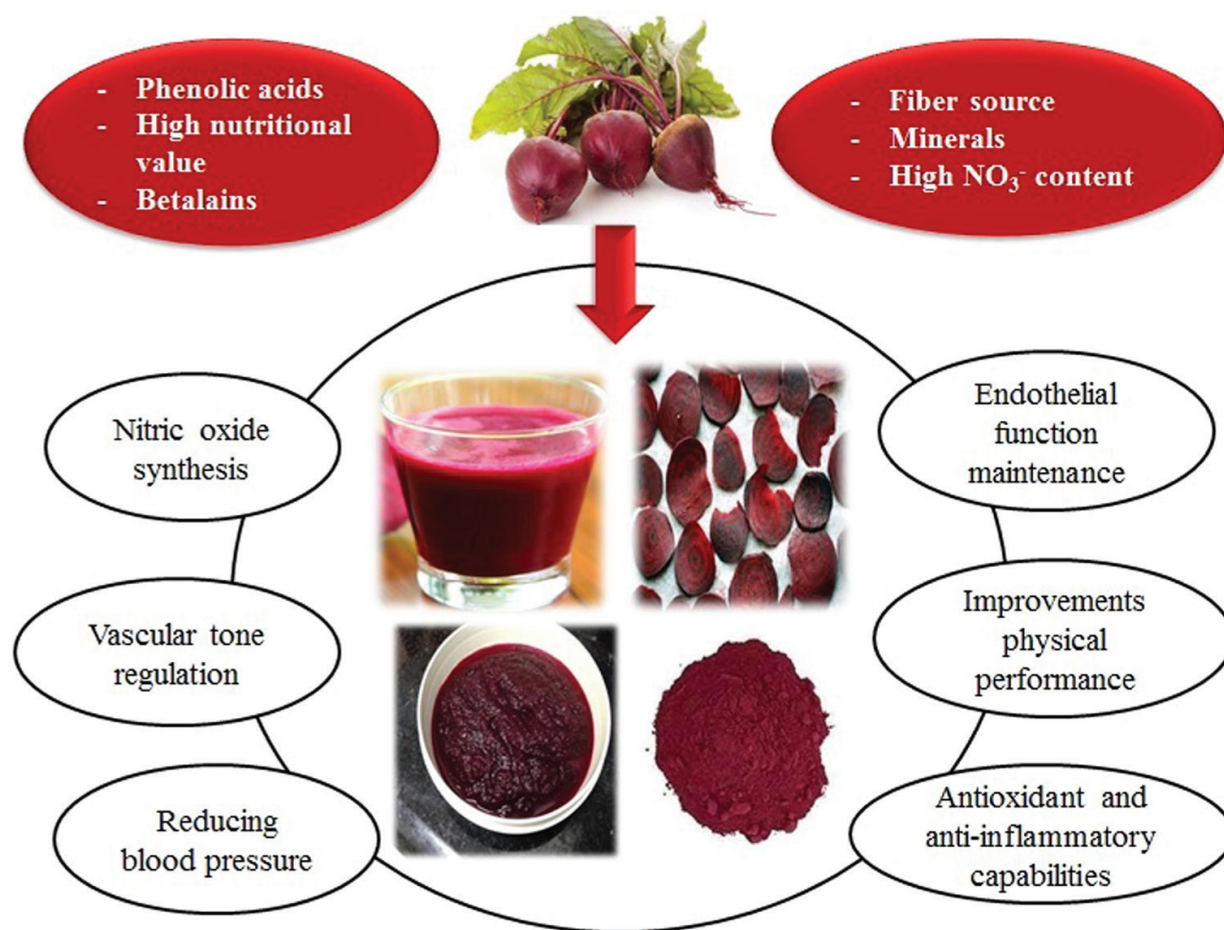 - Phenolic acids
- High nutritional
value
- Betalains
- Fiber source
- Minerals
- High NO₃⁻ content
Nitric oxide
synthesis
Endothelial
function
maintenance
Vascular tone
regulation
Improvements
physical
performance
Reducing
blood pressure
Antioxidant and
anti-inflammatory
capabilities